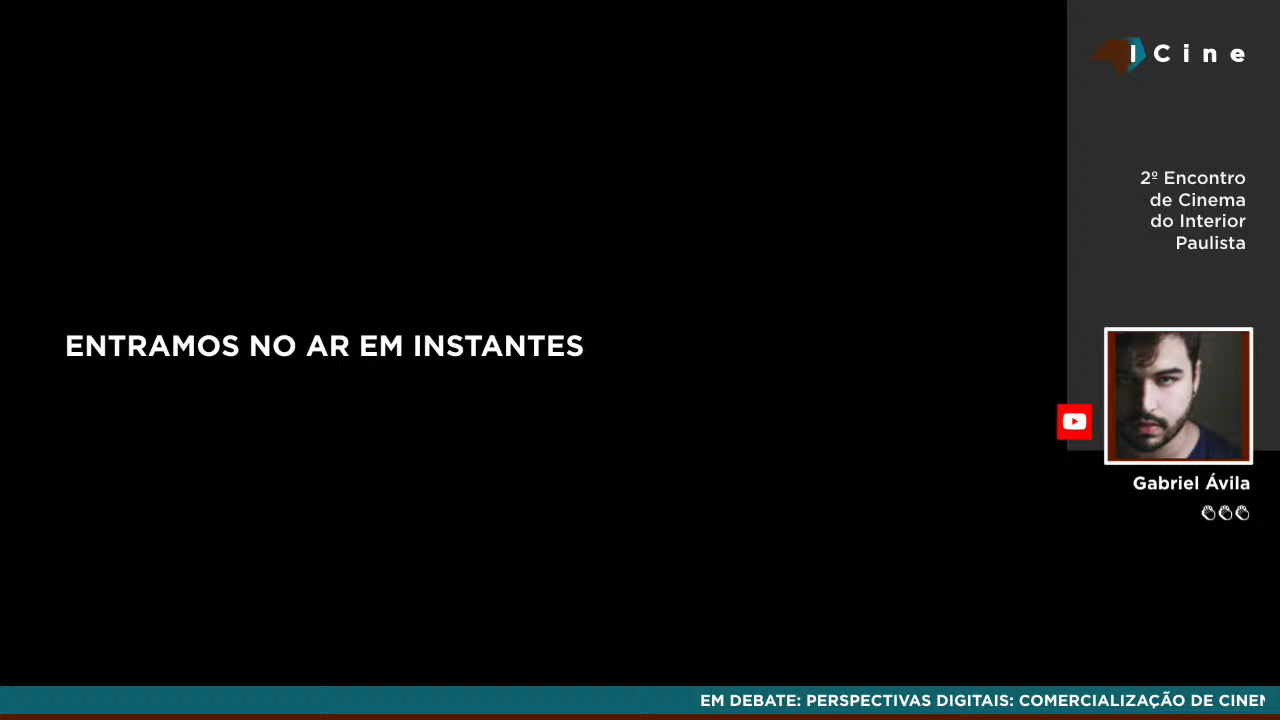 I Cine
2º Encontro
de Cinema
do Interior
Paulista
ENTRAMOS NO AR EM INSTANTES
Gabriel Ávila
👏👏👏
EM DEBATE: PERSPECTIVAS DIGITAIS: COMERCIALIZAÇÃO DE